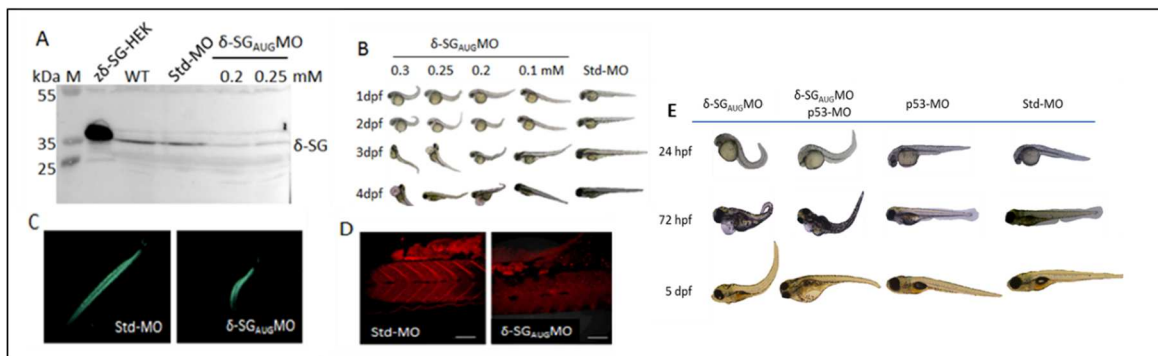 A
zδ-SG-HEK
Std-MO
δ-SGAUGMO
kDa M WT 0.2 0.25 mM
55
35
25
δ-SG
B
δ-SGAUGMO
0.3 0.25 0.2 0.1 mM Std-MO
1dpf
2dpf
3dpf
4dpf
C
Std-MO
δ-SGAUGMO
D
Std-MO
δ-SGAUGMO
E
δ-SGAUGMO δ-SGAUGMO p53-MO Std-MO
p53-MO
24 hpf
72 hpf
5 dpf